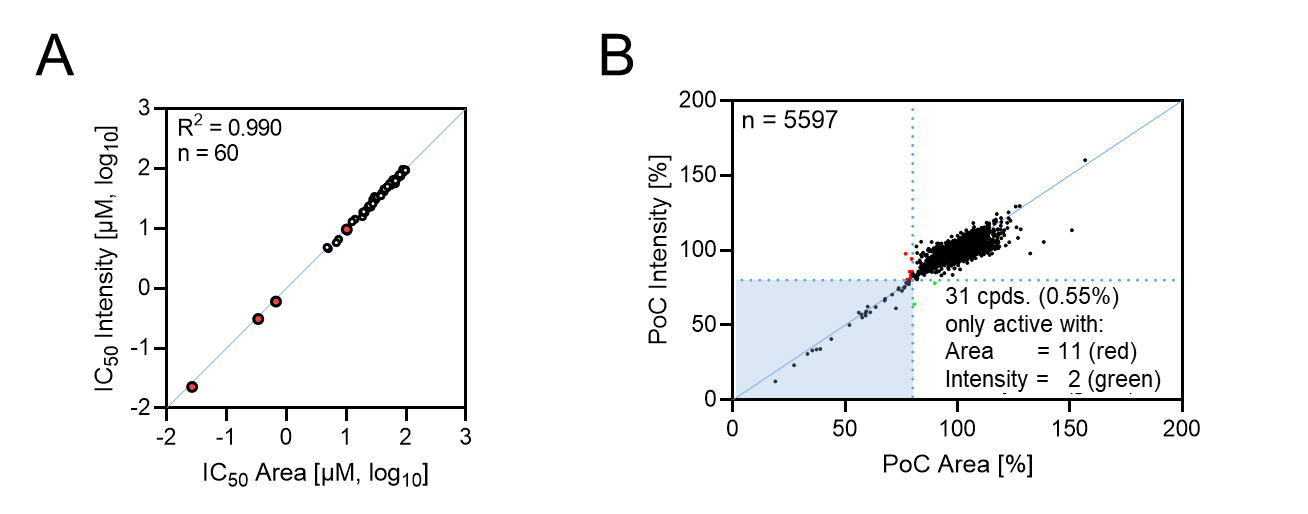 A
B
R² = 0.990
n = 60
3
2
1
0
-1
-2
-2
-1
0
1
2
3
IC₅₀ Intensity [µM, log₁₀]
IC₅₀ Area [µM, log₁₀]
n = 5597
200
150
100
50
0
0
50
100
150
200
PoC Intensity [%]
PoC Area [%]
31 cpds. (0.55%)
only active with:
Area = 11 (red)
Intensity = 2 (green)